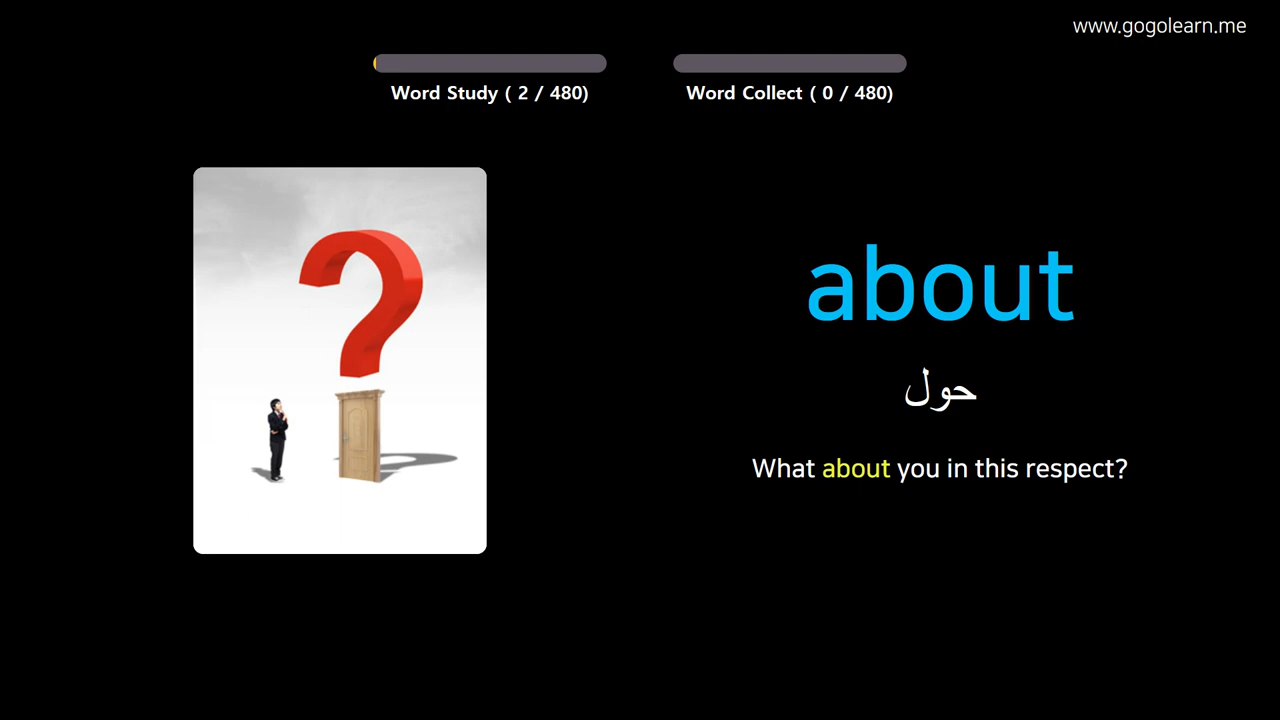 www.gogolearn.me
Word Study ( 2 / 480)
Word Collect ( 0 / 480)
about
حول
What about you in this respect?